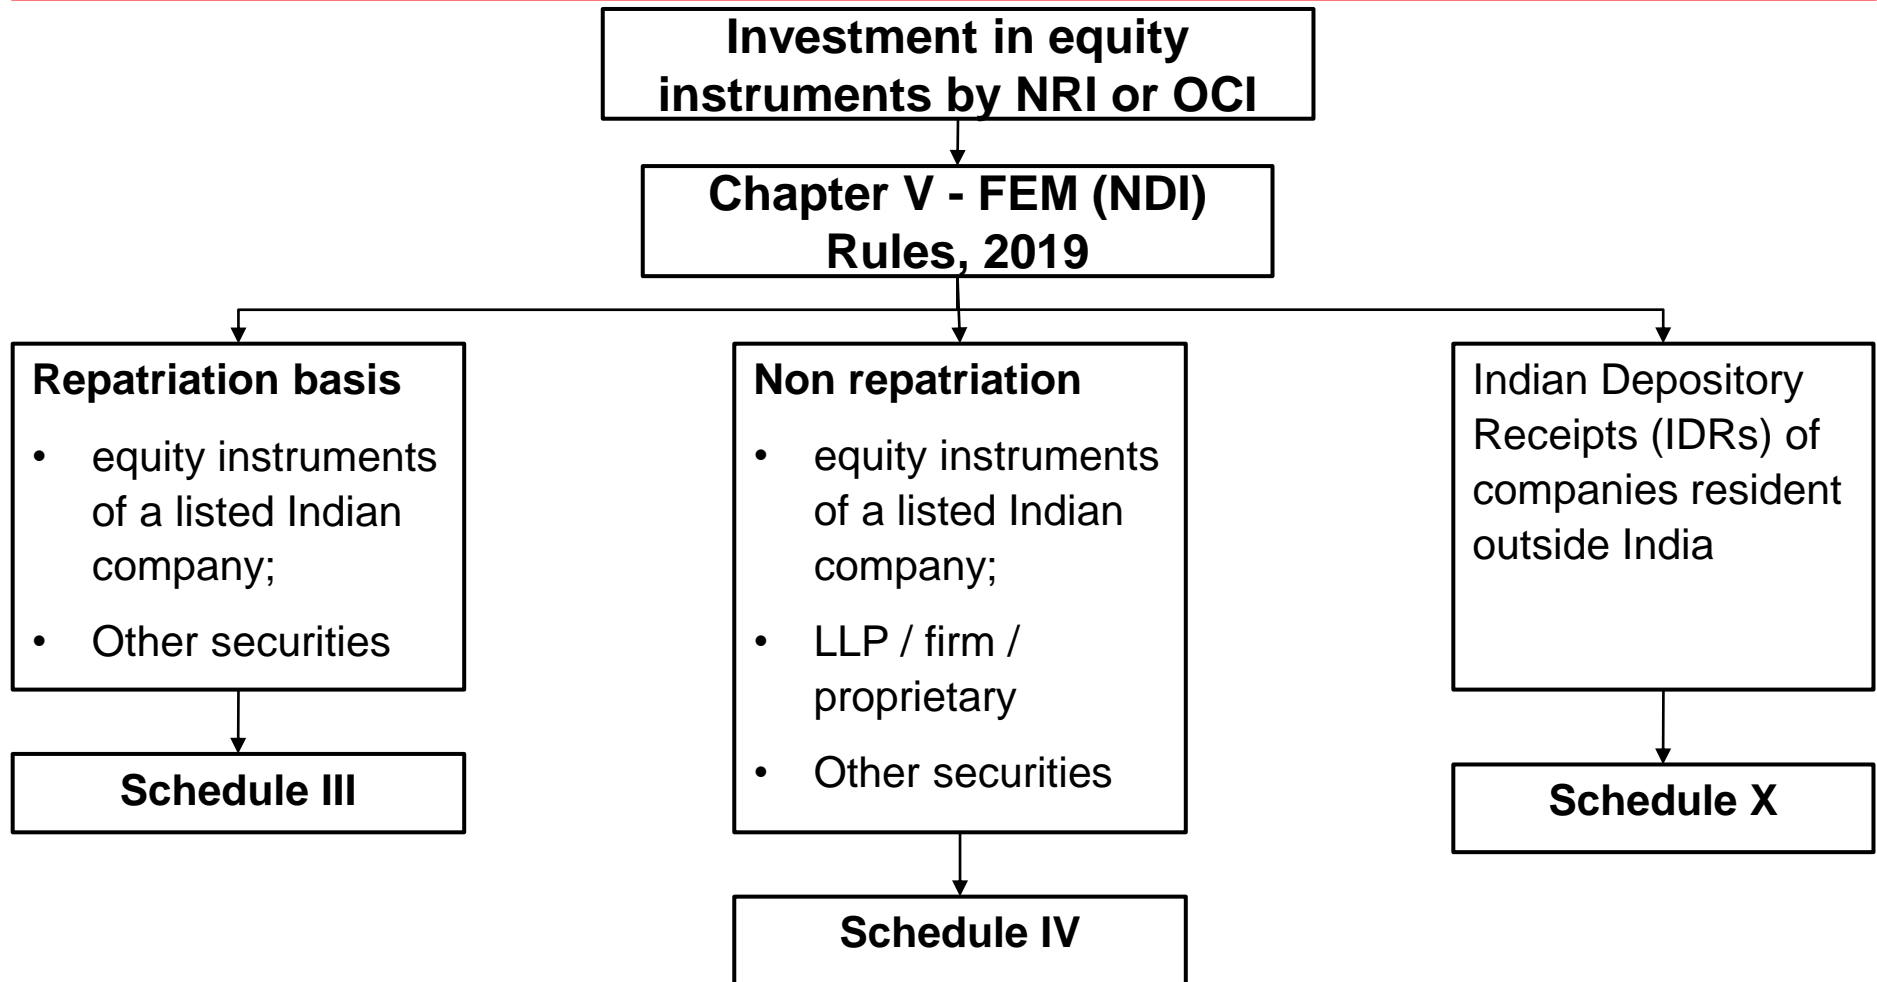 Investment in equity
instruments by NRI or OCI
Chapter V - FEM (NDI)
Rules, 2019
Repatriation basis
• equity instruments
of a listed Indian
company;
• Other securities
Schedule III
Non repatriation
• equity instruments
of a listed Indian
company;
• LLP / firm /
proprietary
• Other securities
Schedule IV
Indian Depository
Receipts (IDRs) of
companies resident
outside India
Schedule X